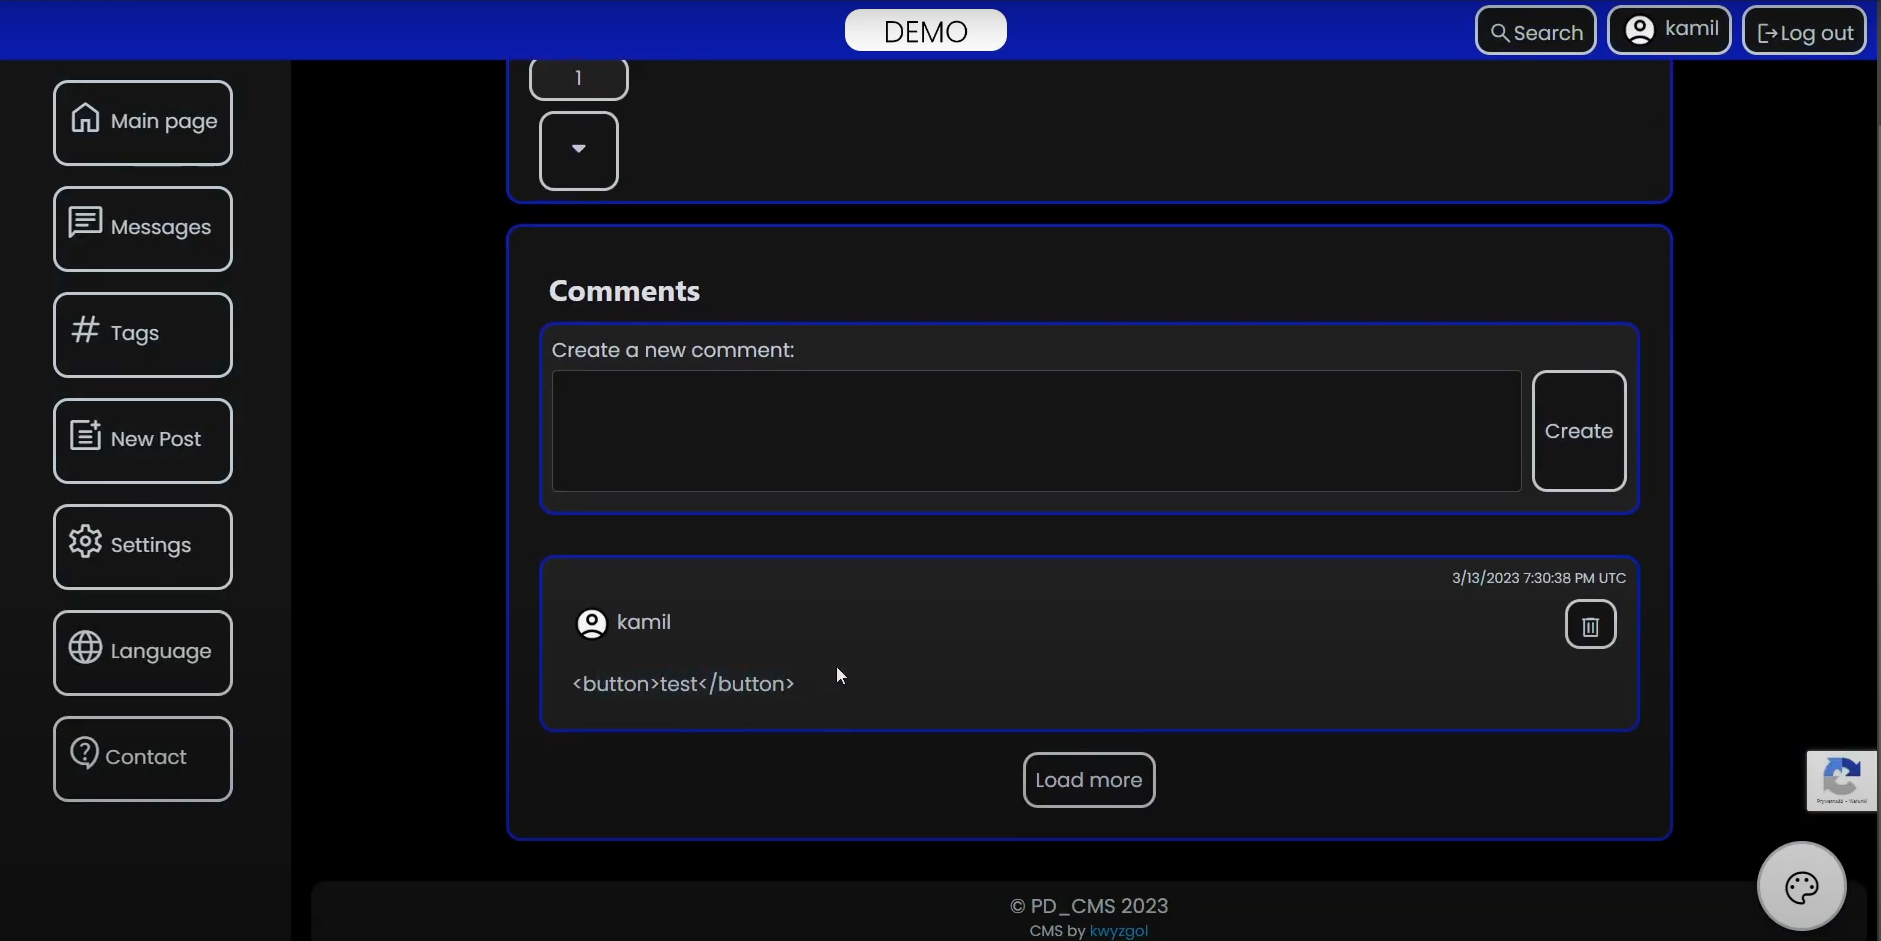 DEMO
Search
kamil
Log out
Main page
Messages
Tags
New Post
Settings
Language
Contact
1
Comments
Create a new comment:
Create
3/13/2023 7:30:38 PM UTC
kamil
<button>test</button>
Load more
Prywatność - Warunki
© PD_CMS 2023
CMS by kwyzgol